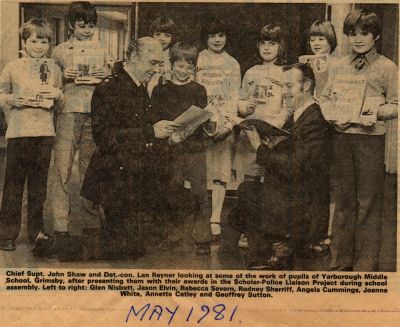 Chief Supt. John Shaw and Det.-con. Len Rayner looking at some of the work of pupils of Yarborough Middle
School, Grimsby, after presenting them with their awards in the Scholar-Police Liaison Project during school
assembly. Left to right: Glen Nisbett, Jason Elvin, Rebecca Severn, Rodney Sherriff, Angela Cummings, Joanne
White, Annette Catley and Geoffrey Sutton.
MAY 1981.